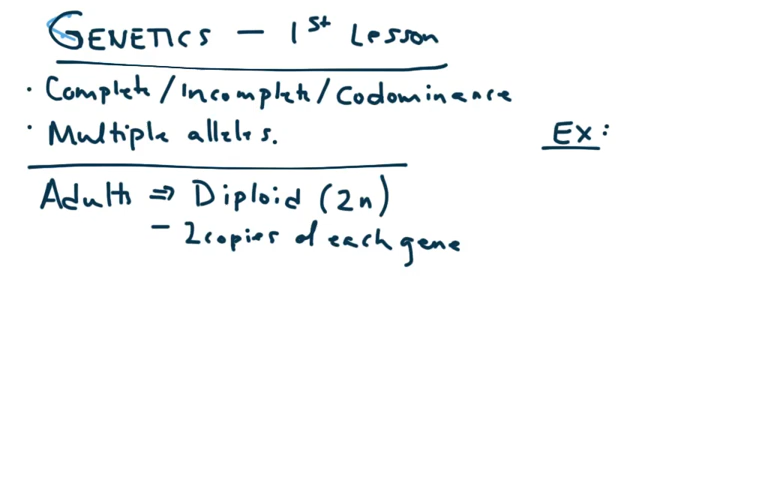 GENETICS - 1st Lesson
• Complete/Incomplete/Codominance
• Multiple alleles.
Ex:
Adults ⇒ Diploid (2n)
- 2 copies of each gene